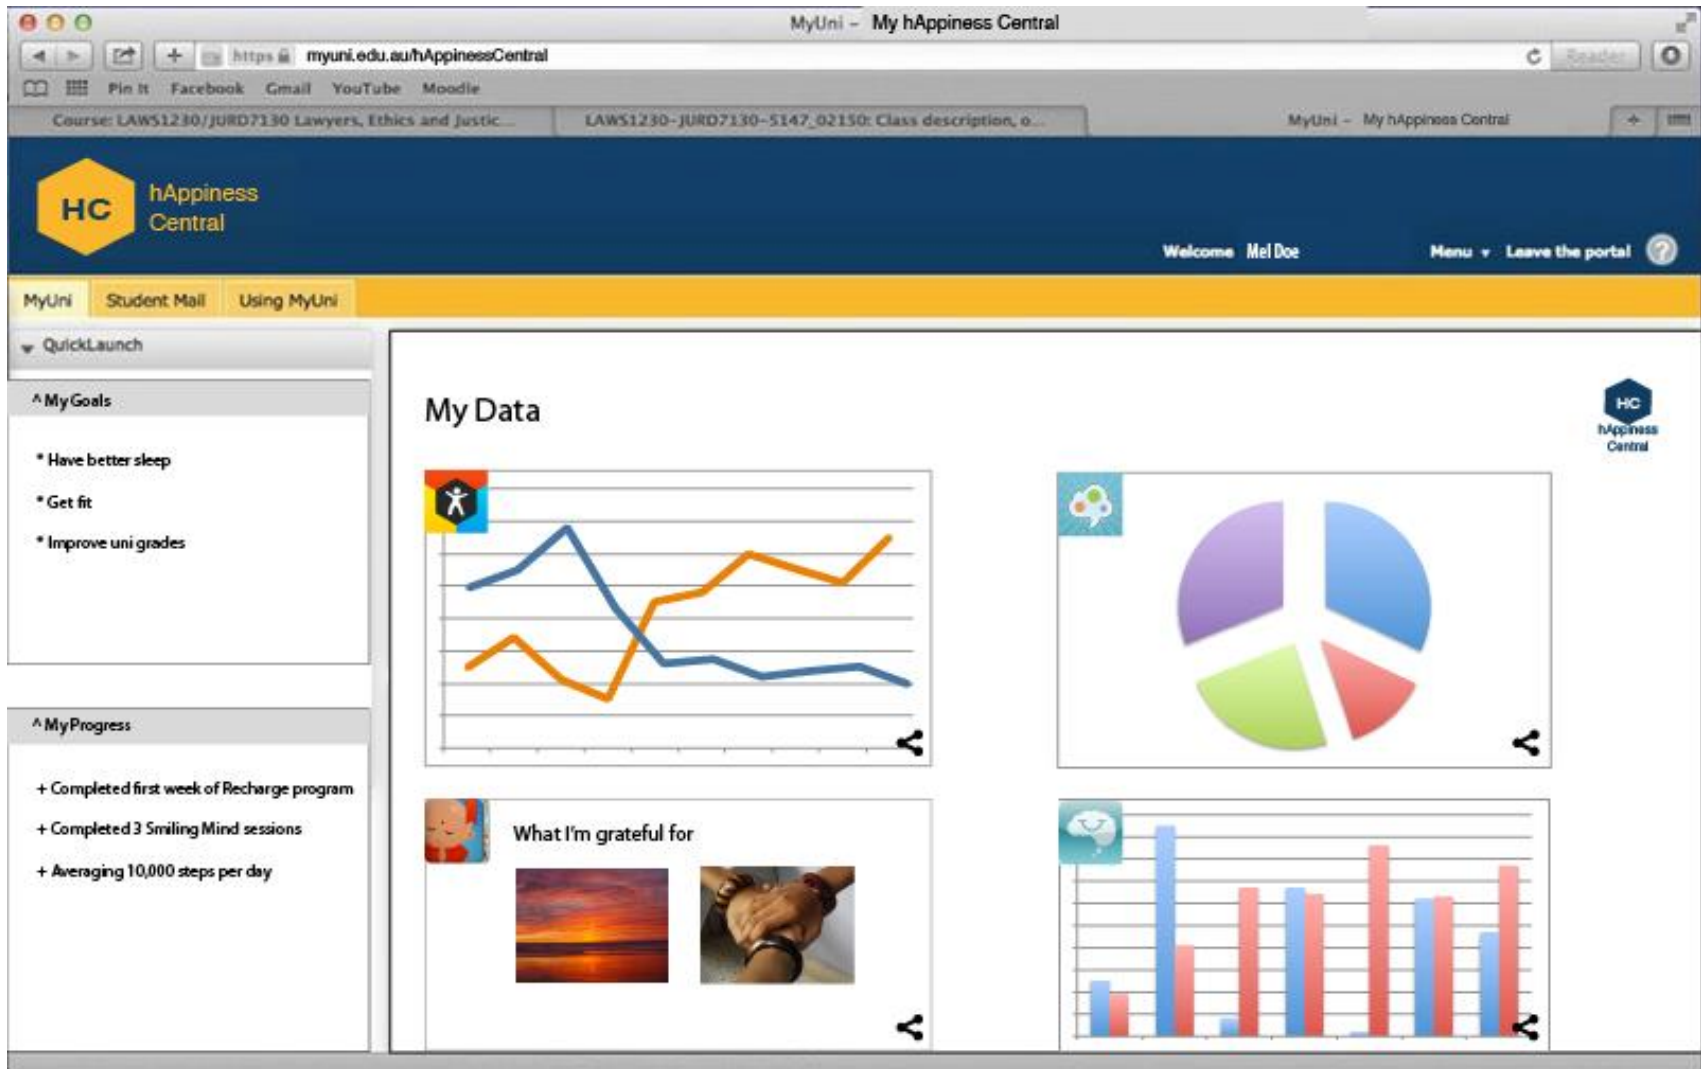 MyUni – My hAppiness Central
https myuni.edu.au/hAppinessCentral
Reader
Pin It Facebook Gmail YouTube Moodle
Course: LAWS1230/JURD7130 Lawyers, Ethics and Justic...
LAWS1230-JURD7130-5147_02150: Class description, o...
MyUni – My hAppiness Central
HC
hAppiness
Central
Welcome Mel Doe
Menu
Leave the portal
?
MyUni
Student Mail
Using MyUni
QuickLaunch
^ My Goals
* Have better sleep
* Get fit
* Improve uni grades
^ My Progress
+ Completed first week of Recharge program
+ Completed 3 Smiling Mind sessions
+ Averaging 10,000 steps per day
My Data
HC
hAppiness
Central
What I'm grateful for